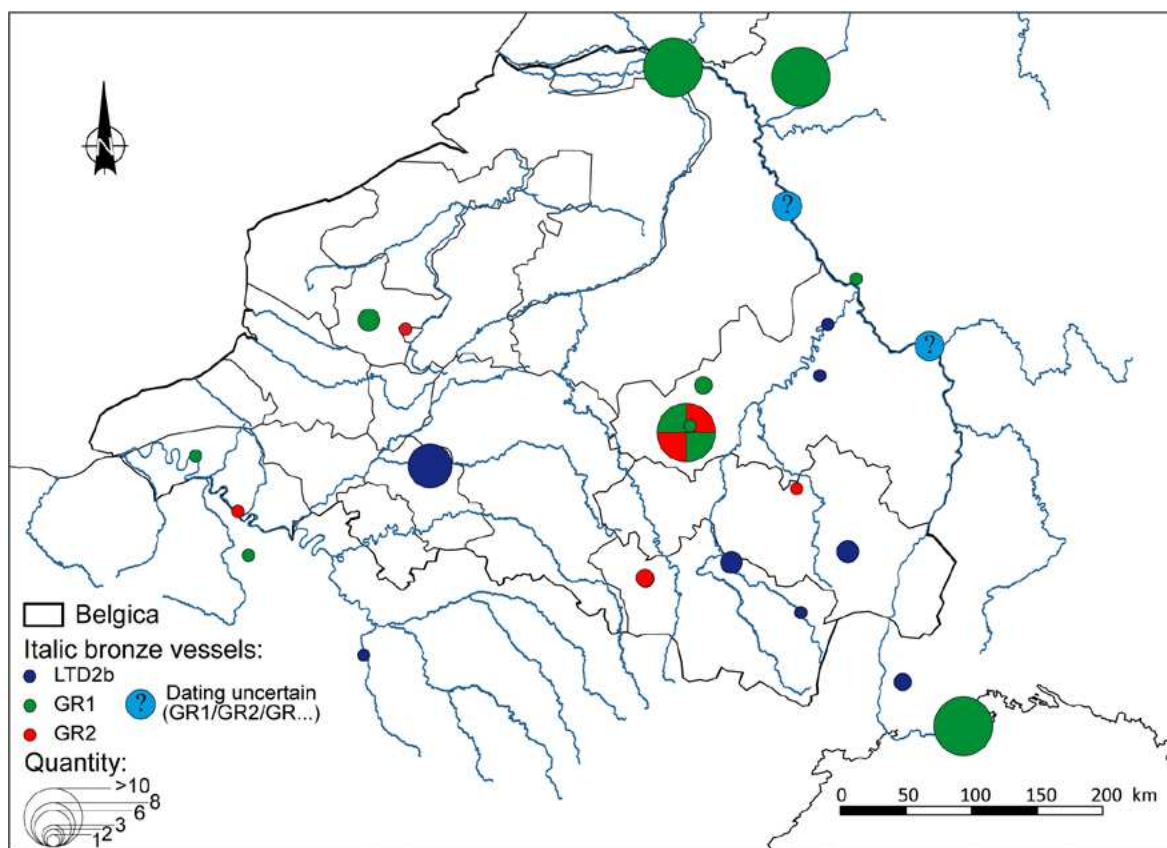 N
?
?
Belgica
Italic bronze vessels:
LTD2b
GR1
GR2
? Dating uncertain
(GR1/GR2/GR...)
Quantity:
>10
8
6
3
2
1
0 50 100 150 200 km